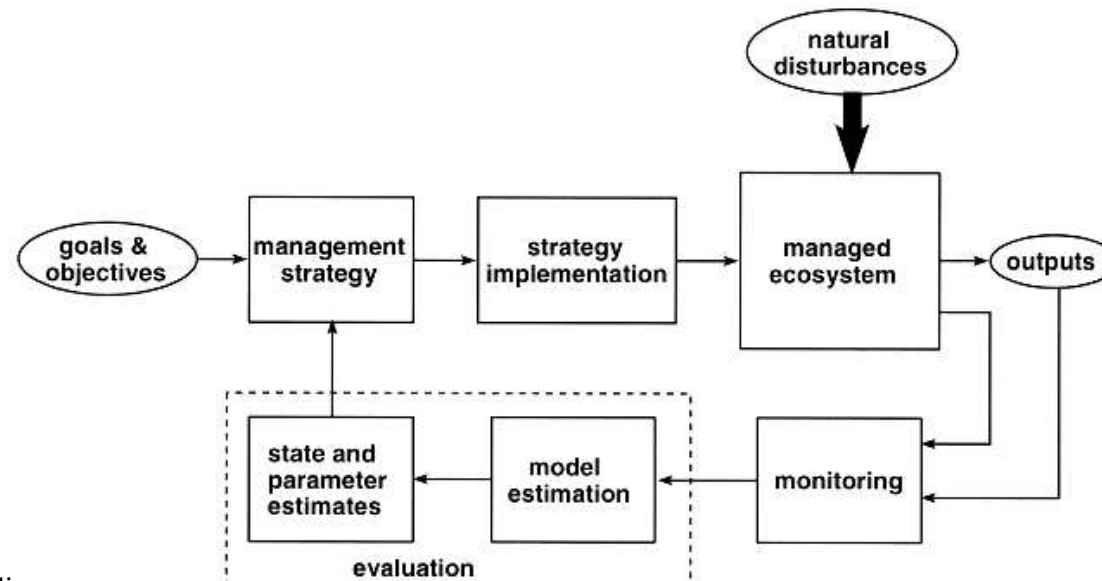 natural
disturbances
goals &
objectives
management
strategy
strategy
implementation
managed
ecosystem
outputs
state and
parameter
estimates
model
estimation
monitoring
evaluation